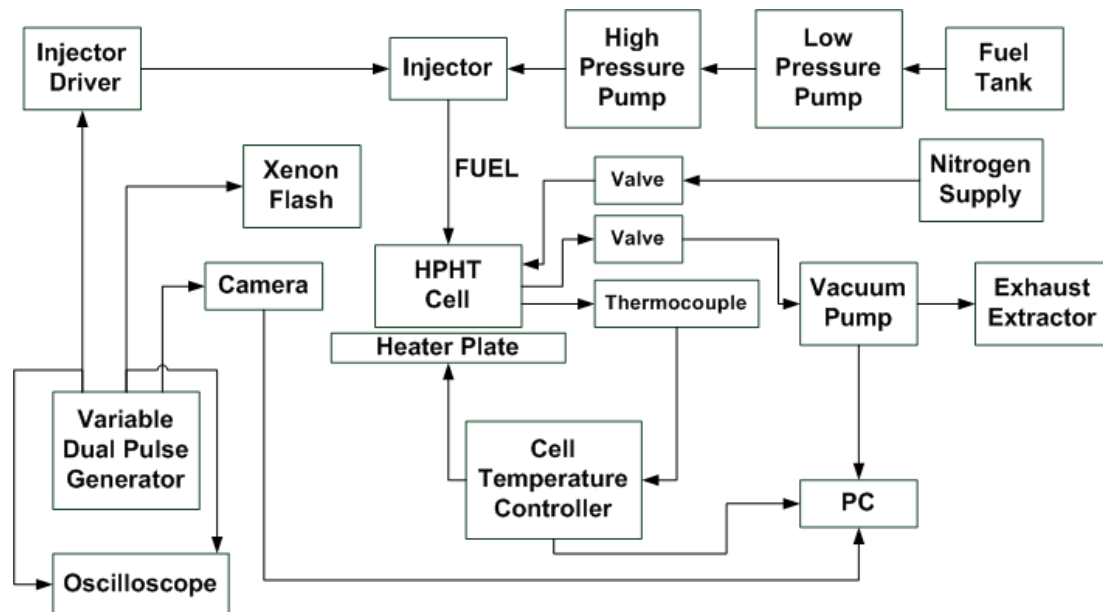 Injector
Driver
Injector
High
Pressure
Pump
Low
Pressure
Pump
Fuel
Tank
Xenon
Flash
FUEL
Valve
Nitrogen
Supply
Valve
HPHT
Cell
Camera
Thermocouple
Vacuum
Pump
Exhaust
Extractor
Heater Plate
Variable
Dual Pulse
Generator
Cell
Temperature
Controller
PC
Oscilloscope